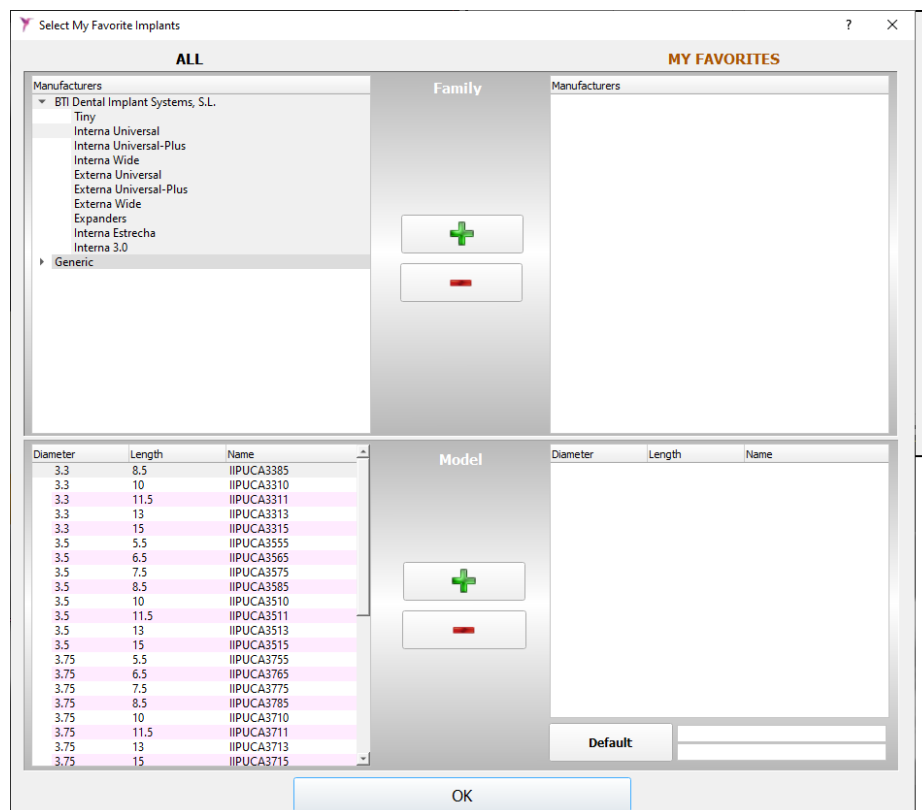 Select My Favorite Implants ?
ALL MY FAVORITES
Manufacturers
BTI Dental Implant Systems, S.L.
Tiny
Interna Universal
Interna Universal-Plus
Interna Wide
Externa Universal
Externa Universal-Plus
Externa Wide
Expanders
Interna Estrecha
Interna 3.0
Generic
Family
Manufacturers
Diameter Length Name
3.3 8.5 IIPUCA3385
3.3 10 IIPUCA3310
3.3 11.5 IIPUCA3311
3.3 13 IIPUCA3313
3.3 15 IIPUCA3315
3.5 5.5 IIPUCA3555
3.5 6.5 IIPUCA3565
3.5 7.5 IIPUCA3575
3.5 8.5 IIPUCA3585
3.5 10 IIPUCA3510
3.5 11.5 IIPUCA3511
3.5 13 IIPUCA3513
3.5 15 IIPUCA3515
3.75 5.5 IIPUCA3755
3.75 6.5 IIPUCA3765
3.75 7.5 IIPUCA3775
3.75 8.5 IIPUCA3785
3.75 10 IIPUCA3710
3.75 11.5 IIPUCA3711
3.75 13 IIPUCA3713
3.75 15 IIPUCA3715
Model
Diameter Length Name
Default
OK